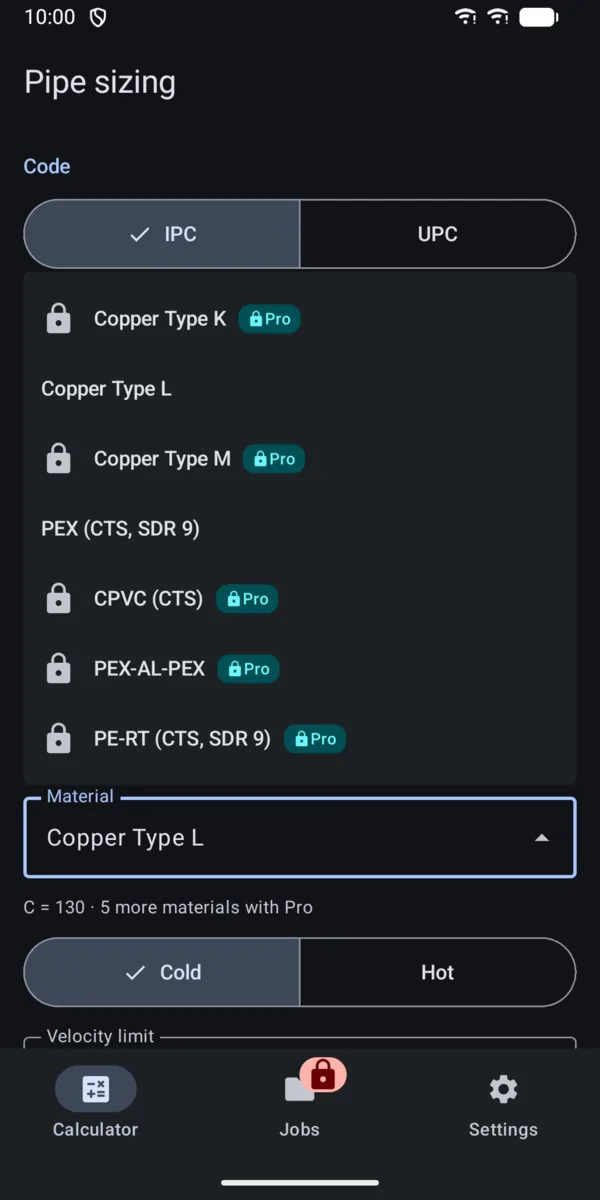 10:00
Pipe sizing
Code
IPC
UPC
Copper Type K Pro
Copper Type L
Copper Type M Pro
PEX (CTS, SDR 9)
CPVC (CTS) Pro
PEX-AL-PEX Pro
PE-RT (CTS, SDR 9) Pro
Material
Copper Type L
C = 130 · 5 more materials with Pro
Cold
Hot
Velocity limit
Calculator
Jobs
Settings